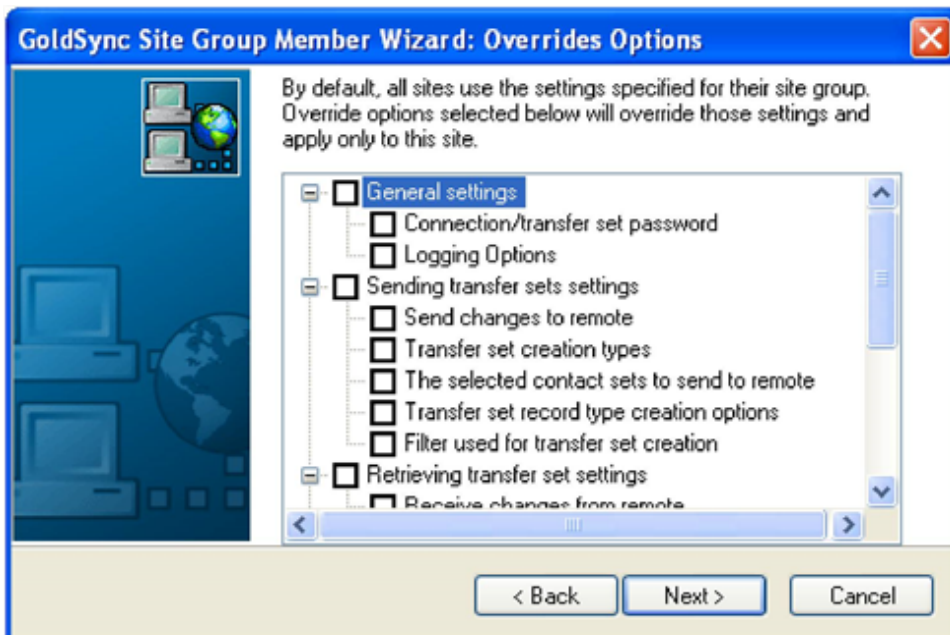 GoldSync Site Group Member Wizard: Overrides Options
By default, all sites use the settings specified for their site group.
Override options selected below will override those settings and
apply only to this site.
General settings
Connection/transfer set password
Logging Options
Sending transfer sets settings
Send changes to remote
Transfer set creation types
The selected contact sets to send to remote
Transfer set record type creation options
Filter used for transfer set creation
Retrieving transfer set settings
Receive changes from remote
< Back
Next >
Cancel